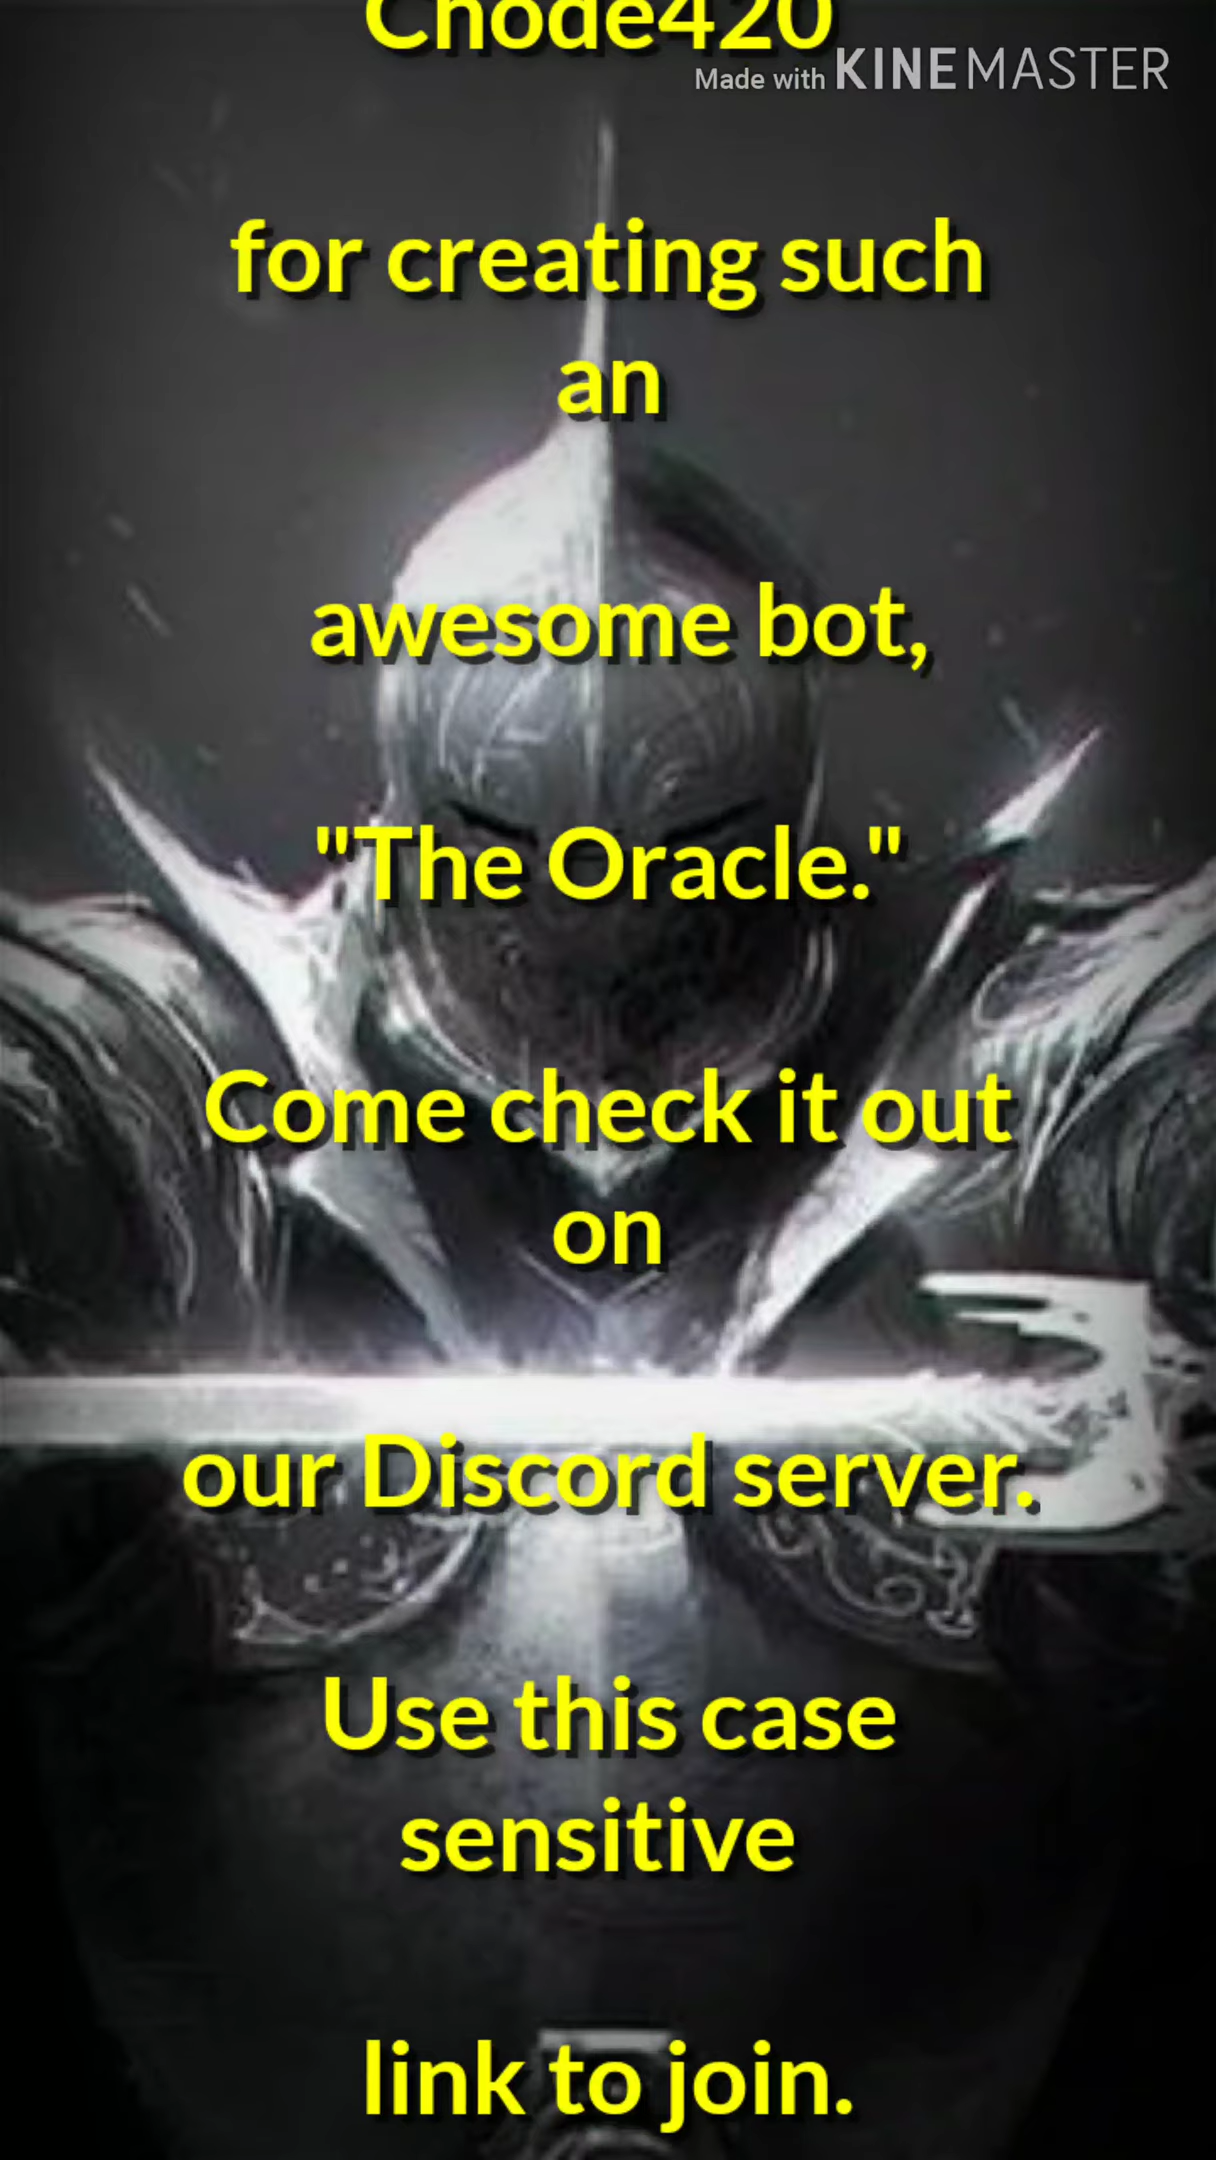 Chode420
Made with KINEMASTER
for creating such
an
awesome bot,
"The Oracle."
Come check it out
on
our Discord server.
Use this case
sensitive
link to join.